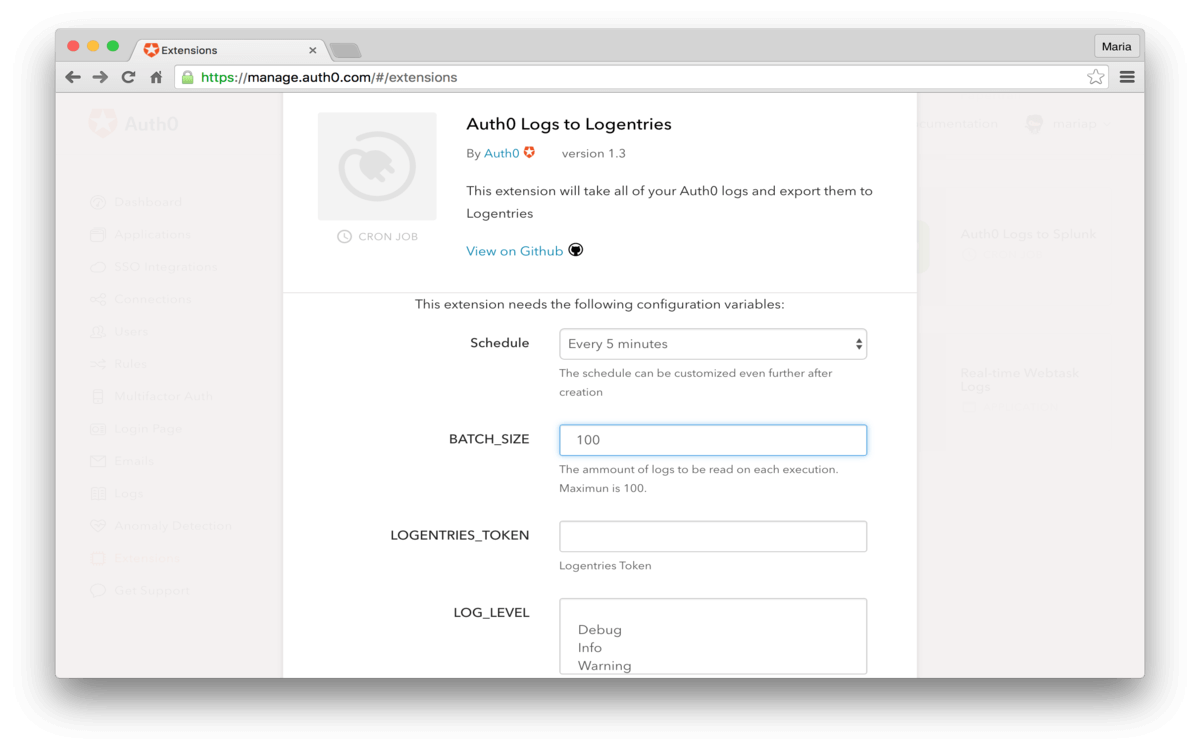 Extensions
Maria
https://manage.auth0.com/#/extensions
Auth0
Dashboard
Applications
SSO Integrations
Connections
Users
Rules
Multifactor Auth
Login Page
Emails
Logs
Anomaly Detection
Extensions
Get Support
Auth0 Logs to Logentries
By Auth0 version 1.3
This extension will take all of your Auth0 logs and export them to
Logentries
CRON JOB
View on Github
This extension needs the following configuration variables:
Schedule
Every 5 minutes
The schedule can be customized even further after
creation
BATCH_SIZE
100
The ammount of logs to be read on each execution.
Maximun is 100.
LOGENTRIES_TOKEN
Logentries Token
LOG_LEVEL
Debug
Info
Warning
Auth0 Logs to Splunk
Real-time Webtask
Logs